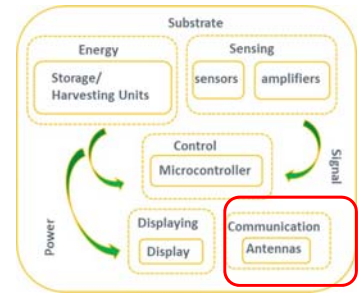 Substrate
Energy
Sensing
Storage/
Harvesting Units
sensors
amplifiers
Control
Microcontroller
Signal
Power
Displaying
Display
Communication
Antennas